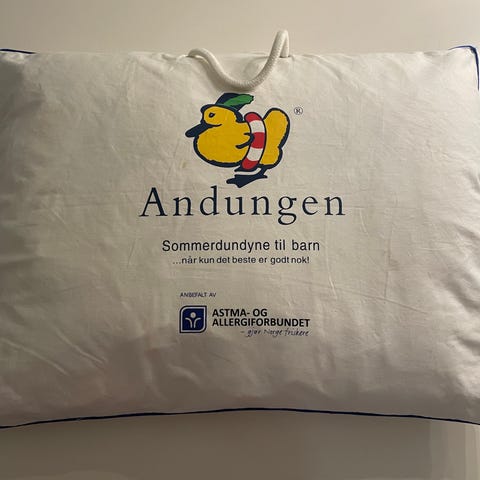 ®
Andungen
Sommerdundyne til barn
...når kun det beste er godt nok!
ANBEFALT AV
ASTMA- OG
ALLERGIFORBUNDET
- gjør Norge friskere